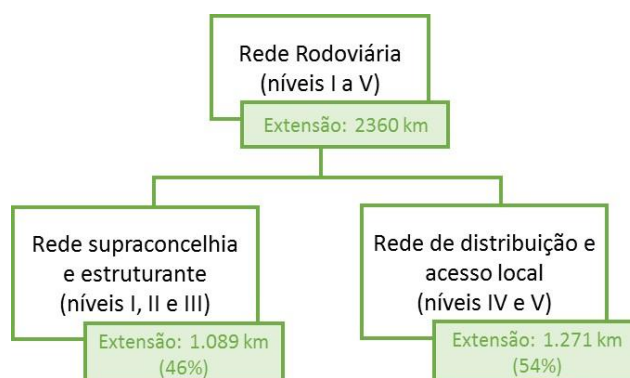 Rede Rodoviária
(níveis I a V)
Extensão: 2360 km
Rede supraconcelhia
e estruturante
(níveis I, II e III)
Extensão: 1.089 km
(46%)
Rede de distribuição e
acesso local
(níveis IV e V)
Extensão: 1.271 km
(54%)